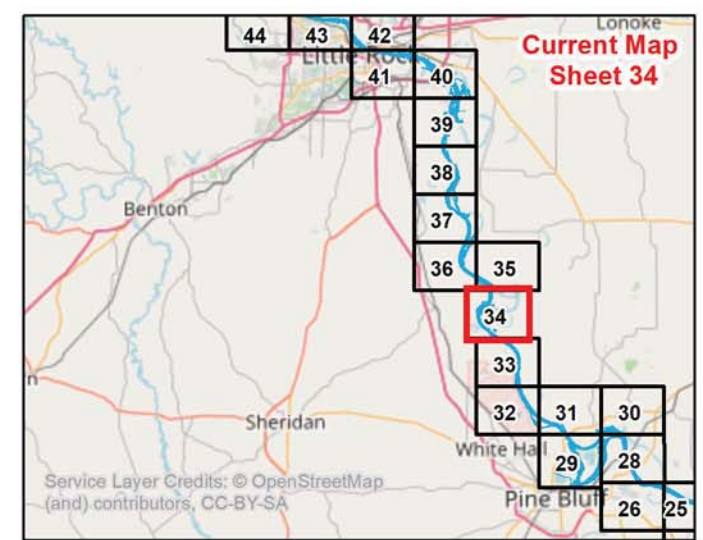 44 43 42 Lonoke
Little Rock
Current Map
Sheet 34
41 40
39
38
Benton
37
36 35
34
n
33
32 31 30
Sheridan
White Hall
29 28
Service Layer Credits: © OpenStreetMap
(and) contributors, CC-BY-SA
Pine Bluff
26 25